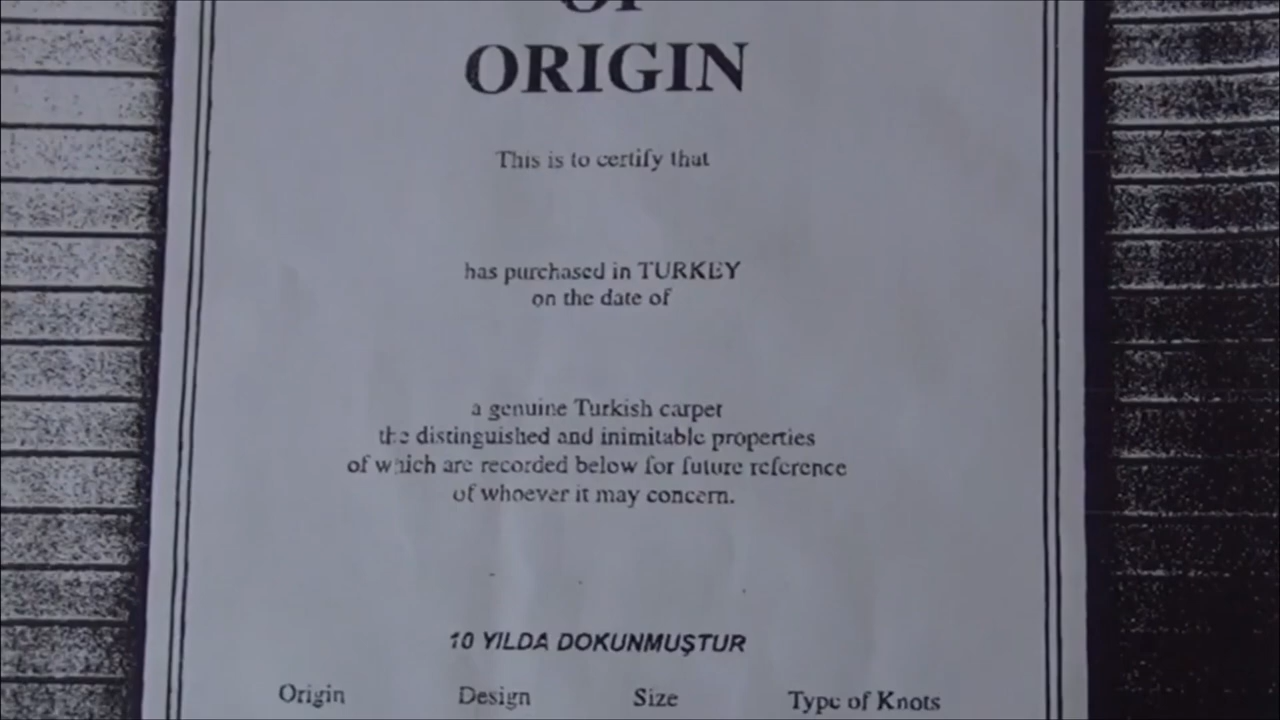 OF
ORIGIN
This is to certify that
has purchased in TURKEY
on the date of
a genuine Turkish carpet
the distinguished and inimitable properties
of which are recorded below for future reference
of whoever it may concern.
10 YILDA DOKUNMUŞTUR
Origin Design Size Type of Knots